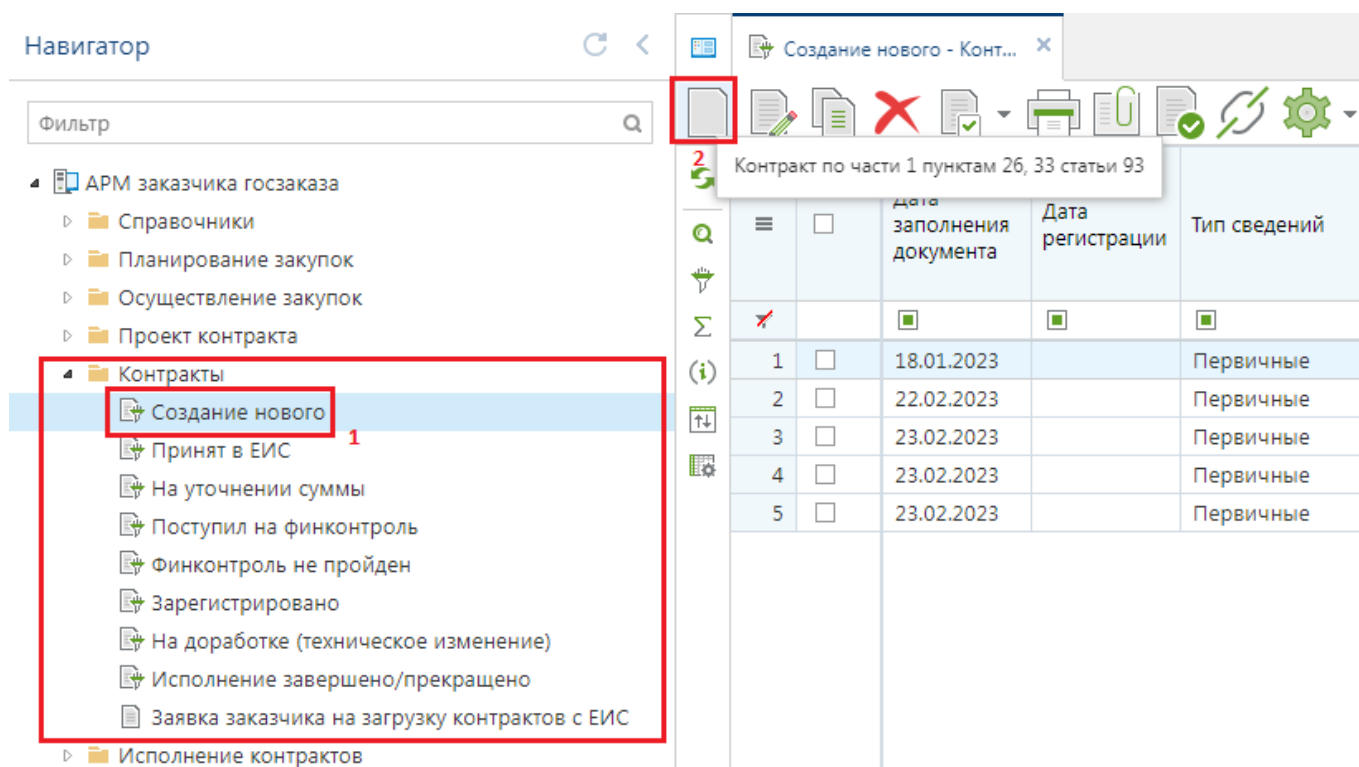 Навигатор
Фильтр
АРМ заказчика госзаказа
Справочники
Планирование закупок
Осуществление закупок
Проект контракта
Контракты
Создание нового
1
Принят в ЕИС
На уточнении суммы
Поступил на финконтроль
Финконтроль не пройден
Зарегистрировано
На доработке (техническое изменение)
Исполнение завершено/прекращено
Заявка заказчика на загрузку контрактов с ЕИС
Исполнение контрактов
Создание нового - Конт...
2
Контракт по части 1 пунктам 26, 33 статьи 93
Дата
заполнения
документа
Дата
регистрации
Тип сведений
1 18.01.2023 Первичные
2 22.02.2023 Первичные
3 23.02.2023 Первичные
4 23.02.2023 Первичные
5 23.02.2023 Первичные